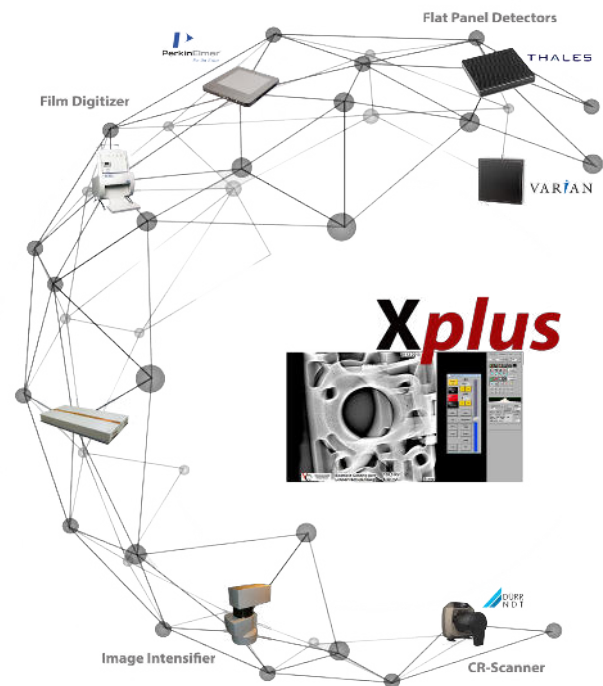 Flat Panel Detectors
PerkinElmer
THALES
Film Digitizer
VARIAN
Xplus
DÜRR
NDT
Image Intensifier
CR-Scanner